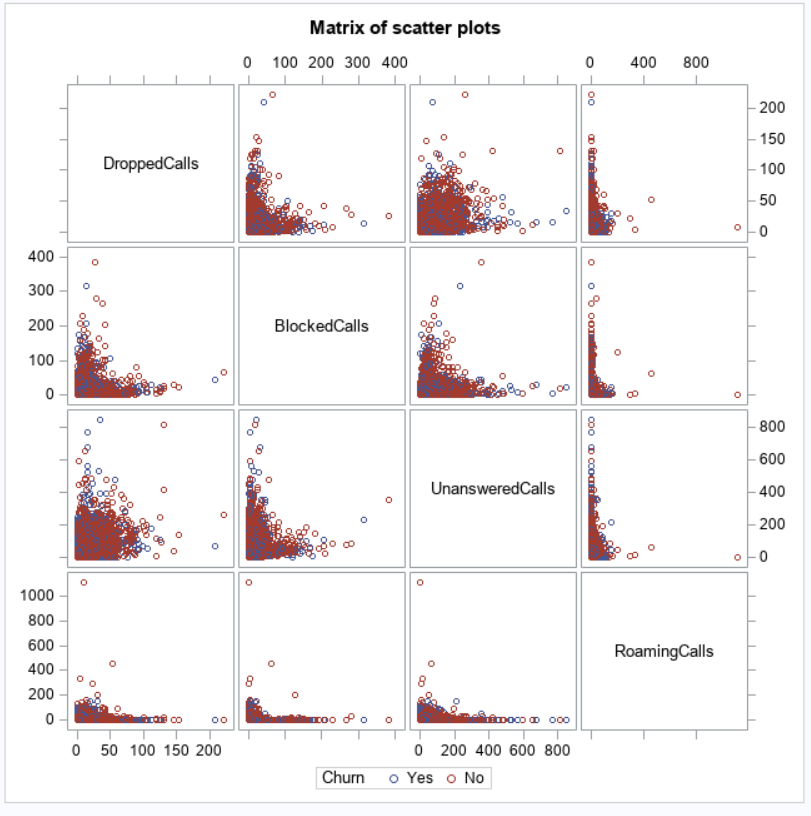 Matrix of scatter plots
0 100 200 300 400 0 400 800
DroppedCalls
200
150
100
50
0
400
300
200
100
0
BlockedCalls
UnansweredCalls
800
600
400
200
0
1000
800
600
400
200
0
RoamingCalls
0 50 100 150 200 0 200 400 600 800
Churn Yes No